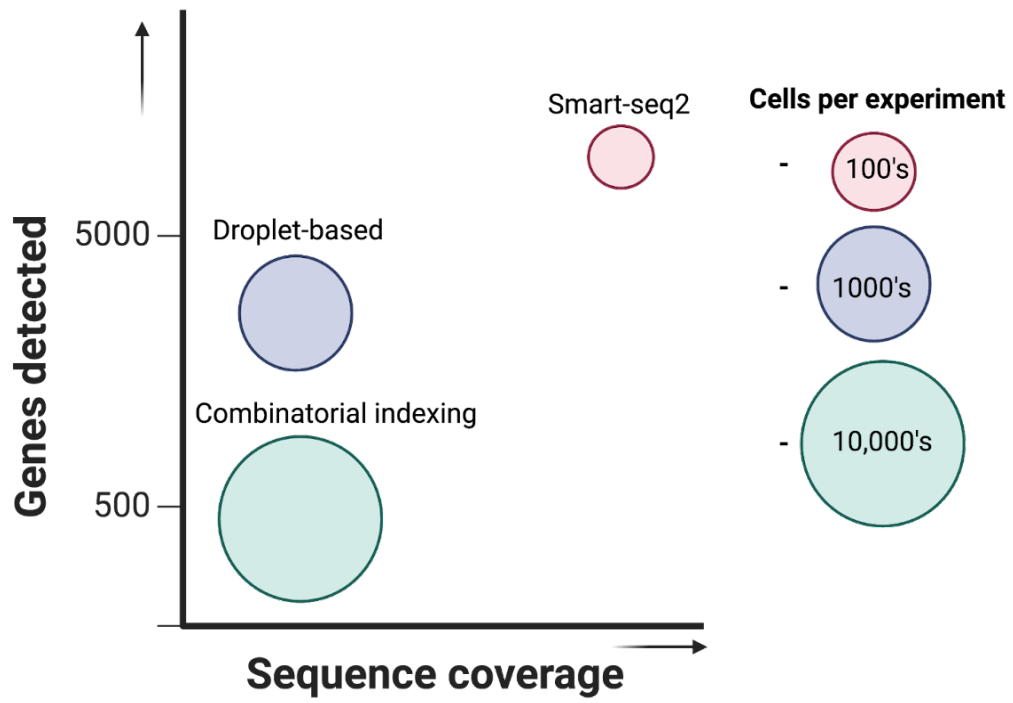 Smart-seq2
Cells per experiment
- 100's
5000
Droplet-based
- 1000's
Genes detected
Combinatorial indexing
- 10,000's
500
Sequence coverage